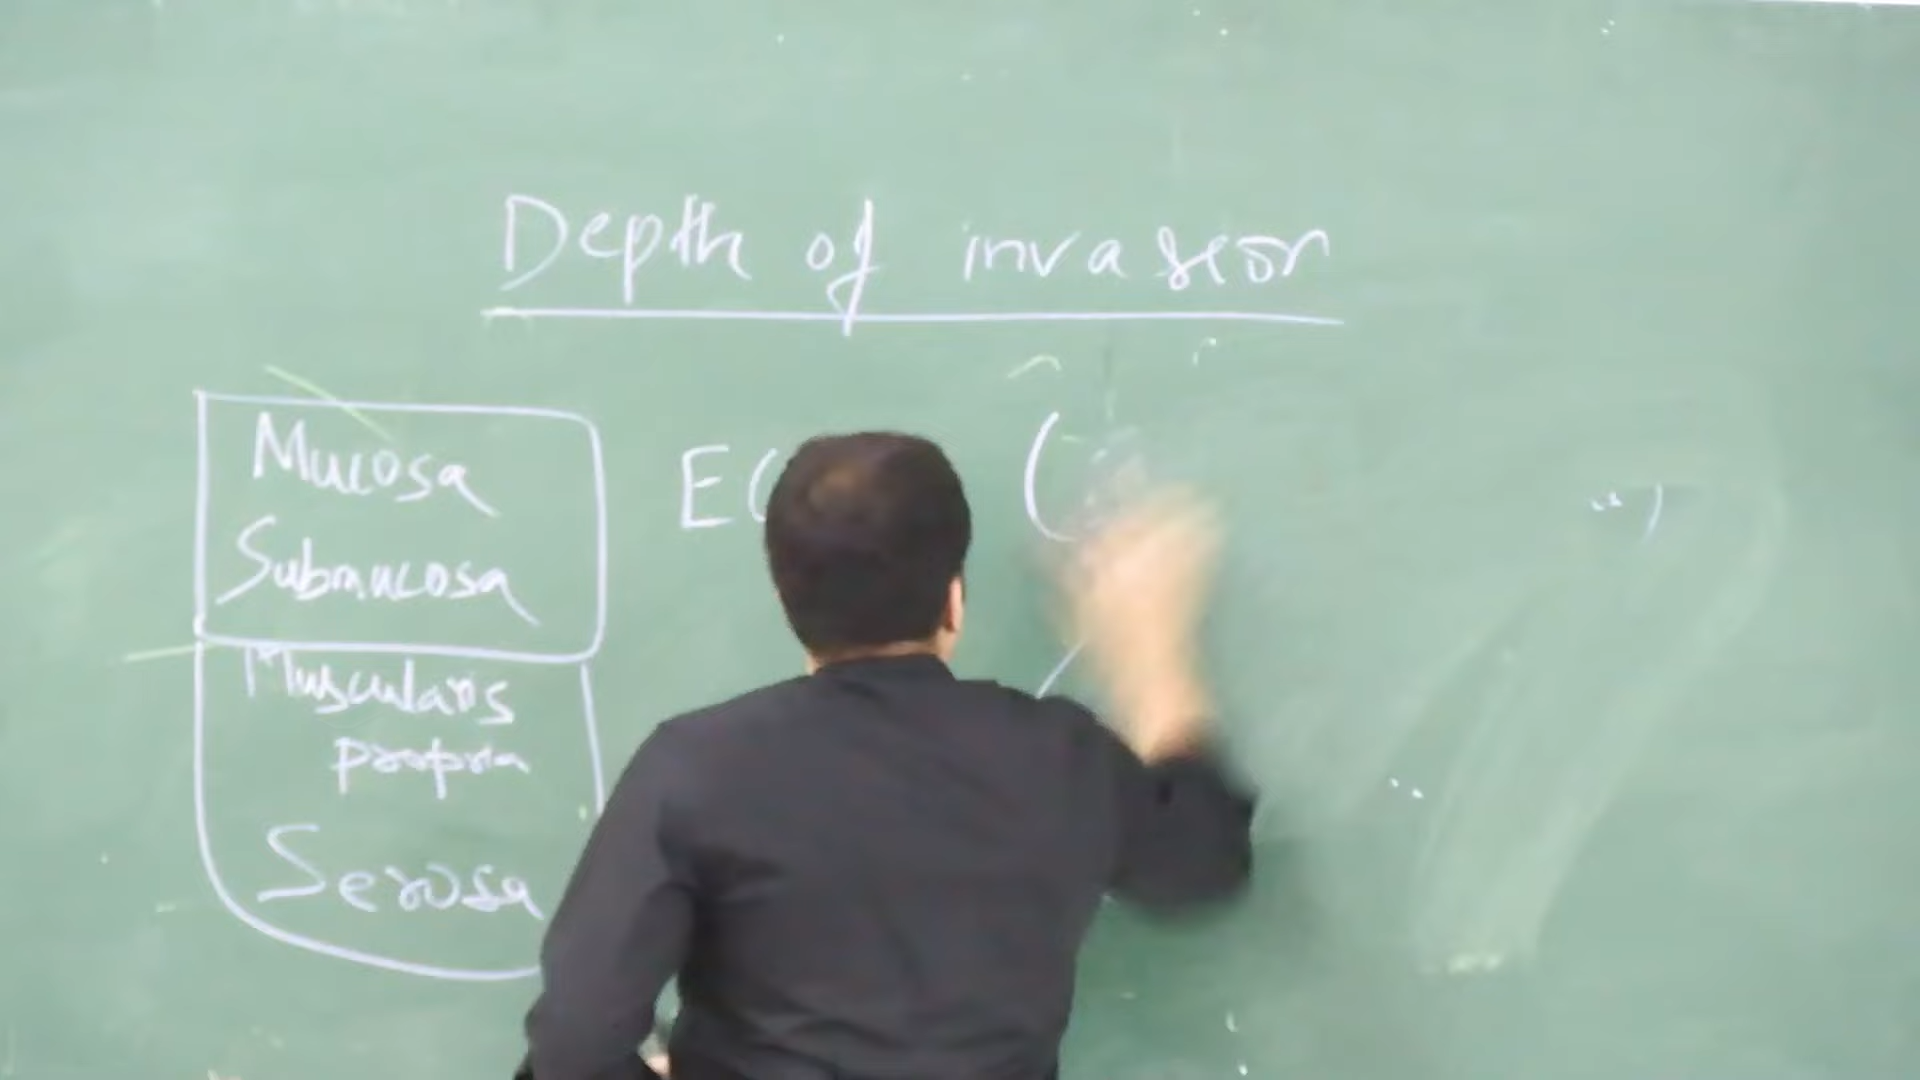 Depth of invasion
Mucosa
Submucosa
Muscularis
propria
Serosa